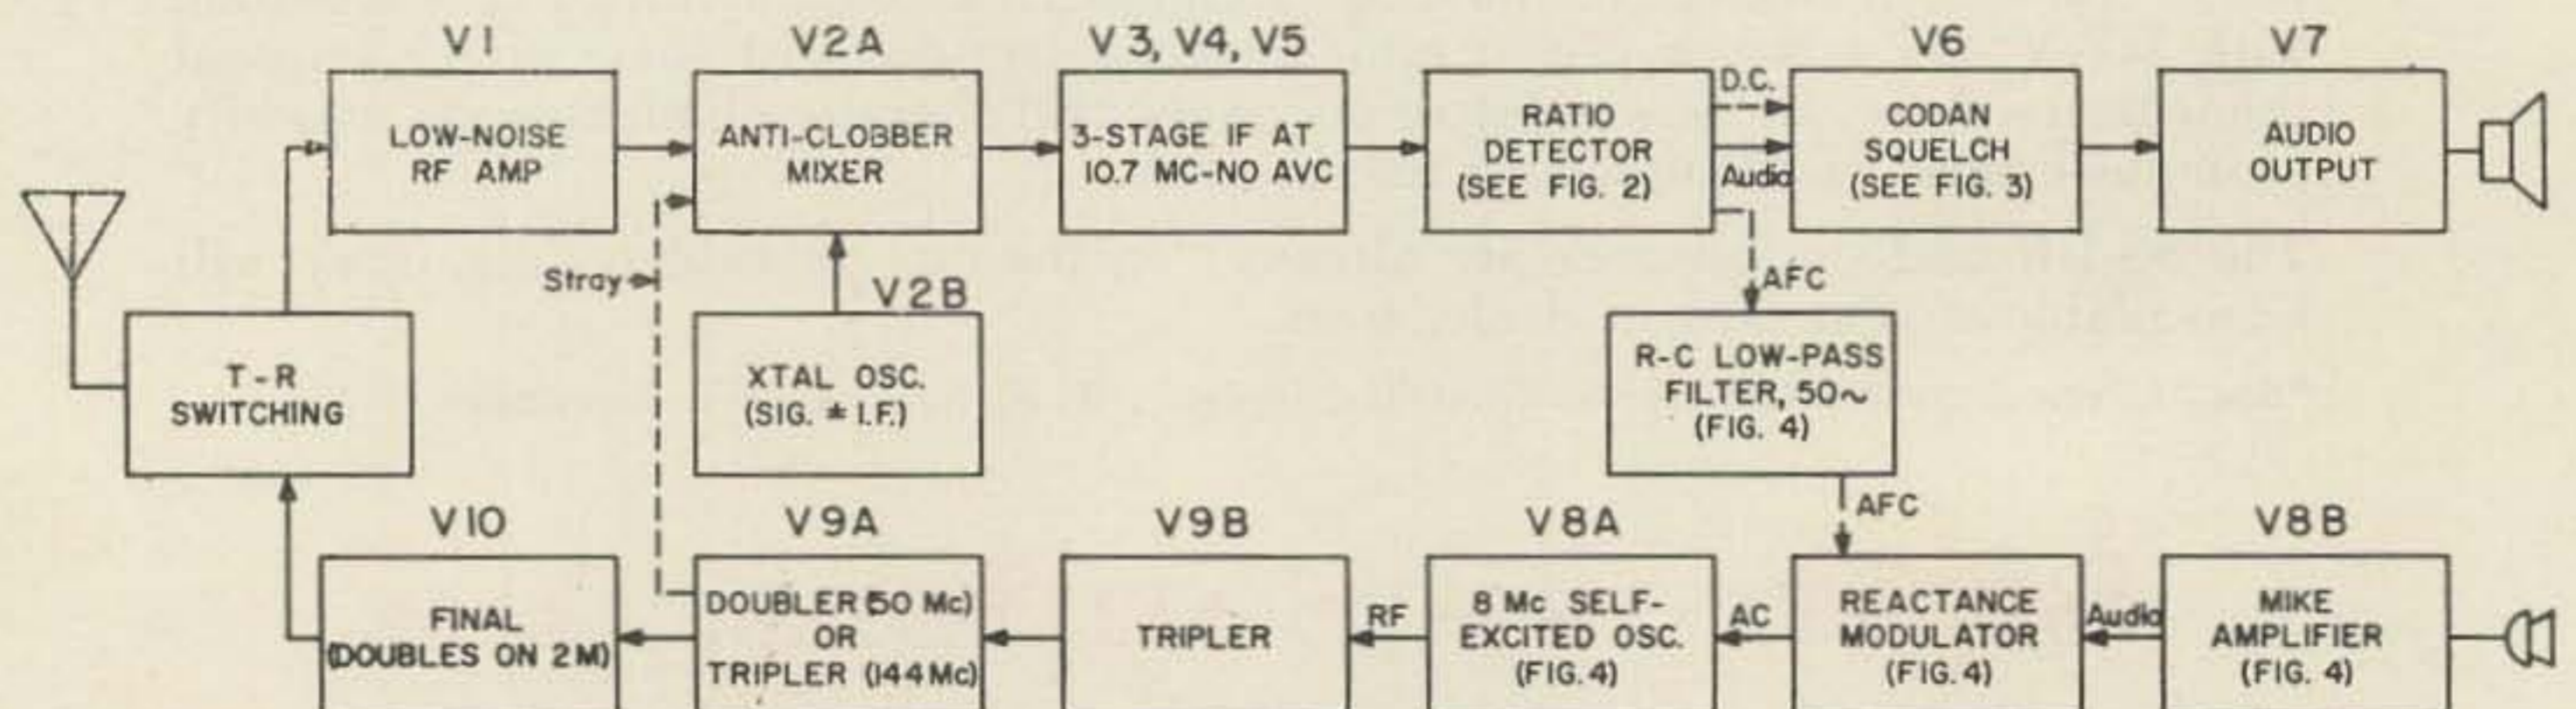 V1
V2A
V3, V4, V5
V6
V7
LOW-NOISE
RF AMP
ANTI-CLOBBER
MIXER
3-STAGE IF AT
10.7 MC-NO AVC
RATIO
DETECTOR
(SEE FIG. 2)
D.C.
Audio
CODAN
SQUELCH
(SEE FIG. 3)
AUDIO
OUTPUT
Stray
V2B
AFC
T-R
SWITCHING
XTAL OSC.
(SIG. ± I.F.)
R-C LOW-PASS
FILTER, 50~
(FIG. 4)
AFC
V10
V9A
V9B
V8A
V8B
FINAL
(DOUBLES ON 2M)
DOUBLER (50 Mc)
OR
TRIPLER (144Mc)
TRIPLER
RF
8 Mc SELF-
EXCITED OSC.
(FIG.4)
AC
REACTANCE
MODULATOR
(FIG.4)
Audio
MIKE
AMPLIFIER
(FIG. 4)